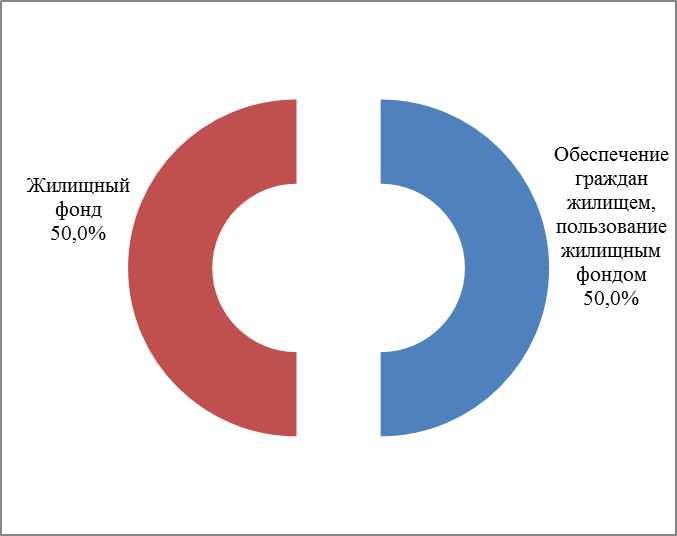 Жилищный
фонд
50,0%
Обеспечение
граждан
жилищем,
пользование
жилищным
фондом
50,0%